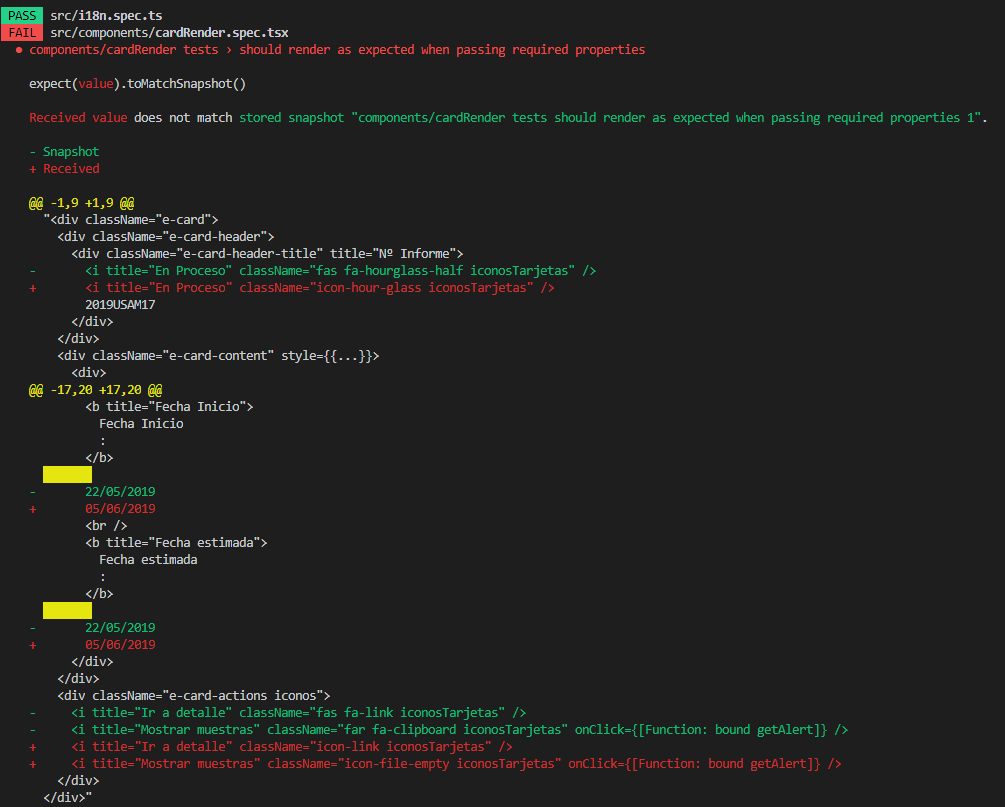 PASS src/i18n.spec.ts
FAIL src/components/cardRender.spec.tsx
● components/cardRender tests › should render as expected when passing required properties
expect(value).toMatchSnapshot()
Received value does not match stored snapshot "components/cardRender tests should render as expected when passing required properties 1".
- Snapshot
+ Received
@@ -1,9 +1,9 @@
"<div className="e-card">
<div className="e-card-header">
<div className="e-card-header-title" title="Nº Informe">
- <i title="En Proceso" className="fas fa-hourglass-half iconosTarjetas" />
+ <i title="En Proceso" className="icon-hour-glass iconosTarjetas" />
2019USAM17
</div>
</div>
<div className="e-card-content" style={{...}}>
<div>
@@ -17,20 +17,20 @@
<b title="Fecha Inicio">
Fecha Inicio
:
</b>
- 22/05/2019
+ 05/06/2019
<br />
<b title="Fecha estimada">
Fecha estimada
:
</b>
- 22/05/2019
+ 05/06/2019
</div>
</div>
<div className="e-card-actions iconos">
- <i title="Ir a detalle" className="fas fa-link iconosTarjetas" />
- <i title="Mostrar muestras" className="far fa-clipboard iconosTarjetas" onClick={[Function: bound getAlert]} />
+ <i title="Ir a detalle" className="icon-link iconosTarjetas" />
+ <i title="Mostrar muestras" className="icon-file-empty iconosTarjetas" onClick={[Function: bound getAlert]} />
</div>
</div>"